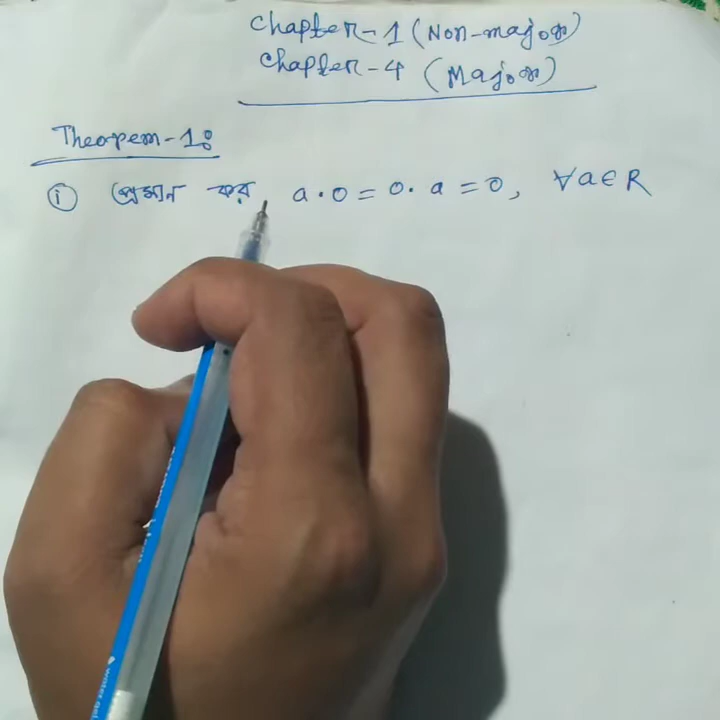 Chapter-1 (Non-major)
Chapter-4 (Major)
Theorem-1:
(i) প্রমান কর, a·0=0·a=0, ∀a∈R